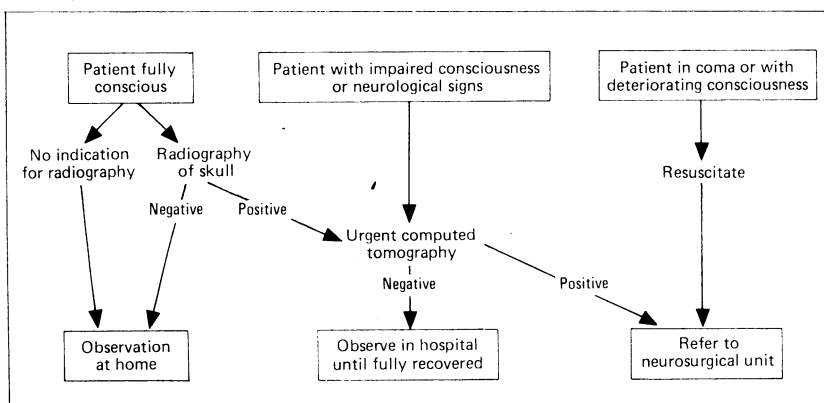 Patient fully
conscious
Patient with impaired consciousness
or neurological signs
Patient in coma or with
deteriorating consciousness
No indication
for radiography
Radiography
of skull
Resuscitate
Negative
Positive
Urgent computed
tomography
Negative
Positive
Observation
at home
Observe in hospital
until fully recovered
Refer to
neurosurgical unit